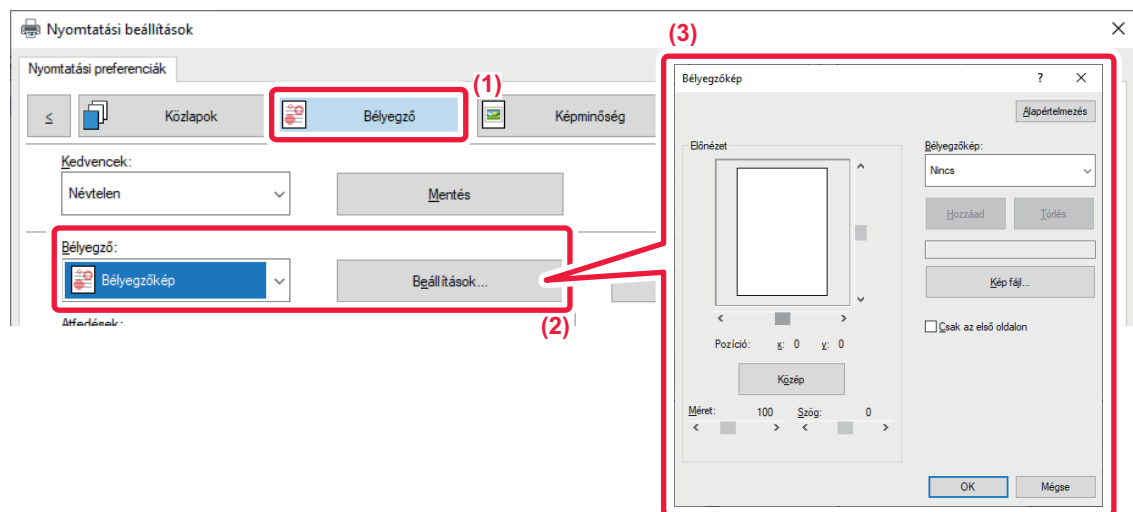 Nyomtatási beállítások
Nyomtatási preferenciák
(1)
<
Közlapok
Bélyegző
Képminőség
Kedvencek:
Névtelen
Mentés
Bélyegző:
Bélyegzőkép
Beállítások...
(2)
Átfedések:
(3)
Bélyegzőkép
?
Alapértelmezés
Előnézet
Bélyegzőkép:
Nincs
Hozzáad
Törlés
Kép fájl...
Csak az első oldalon
Pozíció: x: 0 y: 0
Közép
Méret: 100 Szög: 0
OK
Mégse